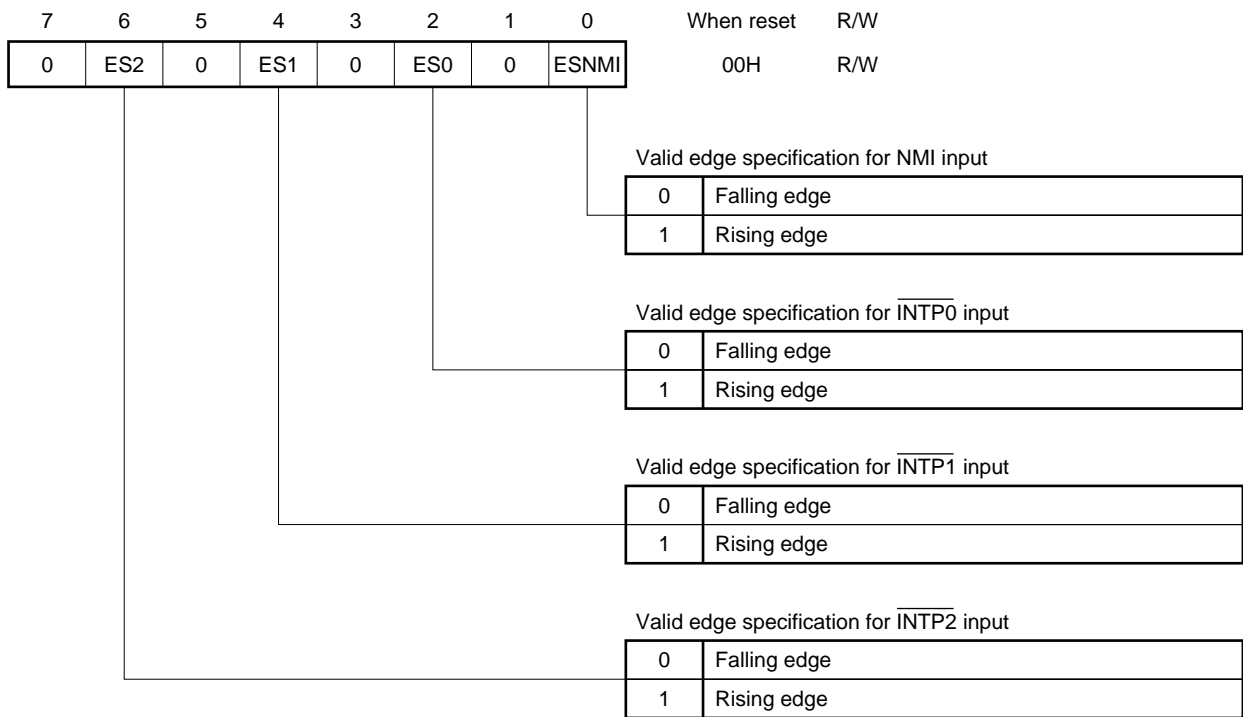 7 6 5 4 3 2 1 0 When reset R/W
0 ES2 0 ES1 0 ES0 0 ESNMI 00H R/W
Valid edge specification for NMI input
0 Falling edge
1 Rising edge
Valid edge specification for I̅N̅T̅P̅0̅ input
0 Falling edge
1 Rising edge
Valid edge specification for I̅N̅T̅P̅1̅ input
0 Falling edge
1 Rising edge
Valid edge specification for I̅N̅T̅P̅2̅ input
0 Falling edge
1 Rising edge